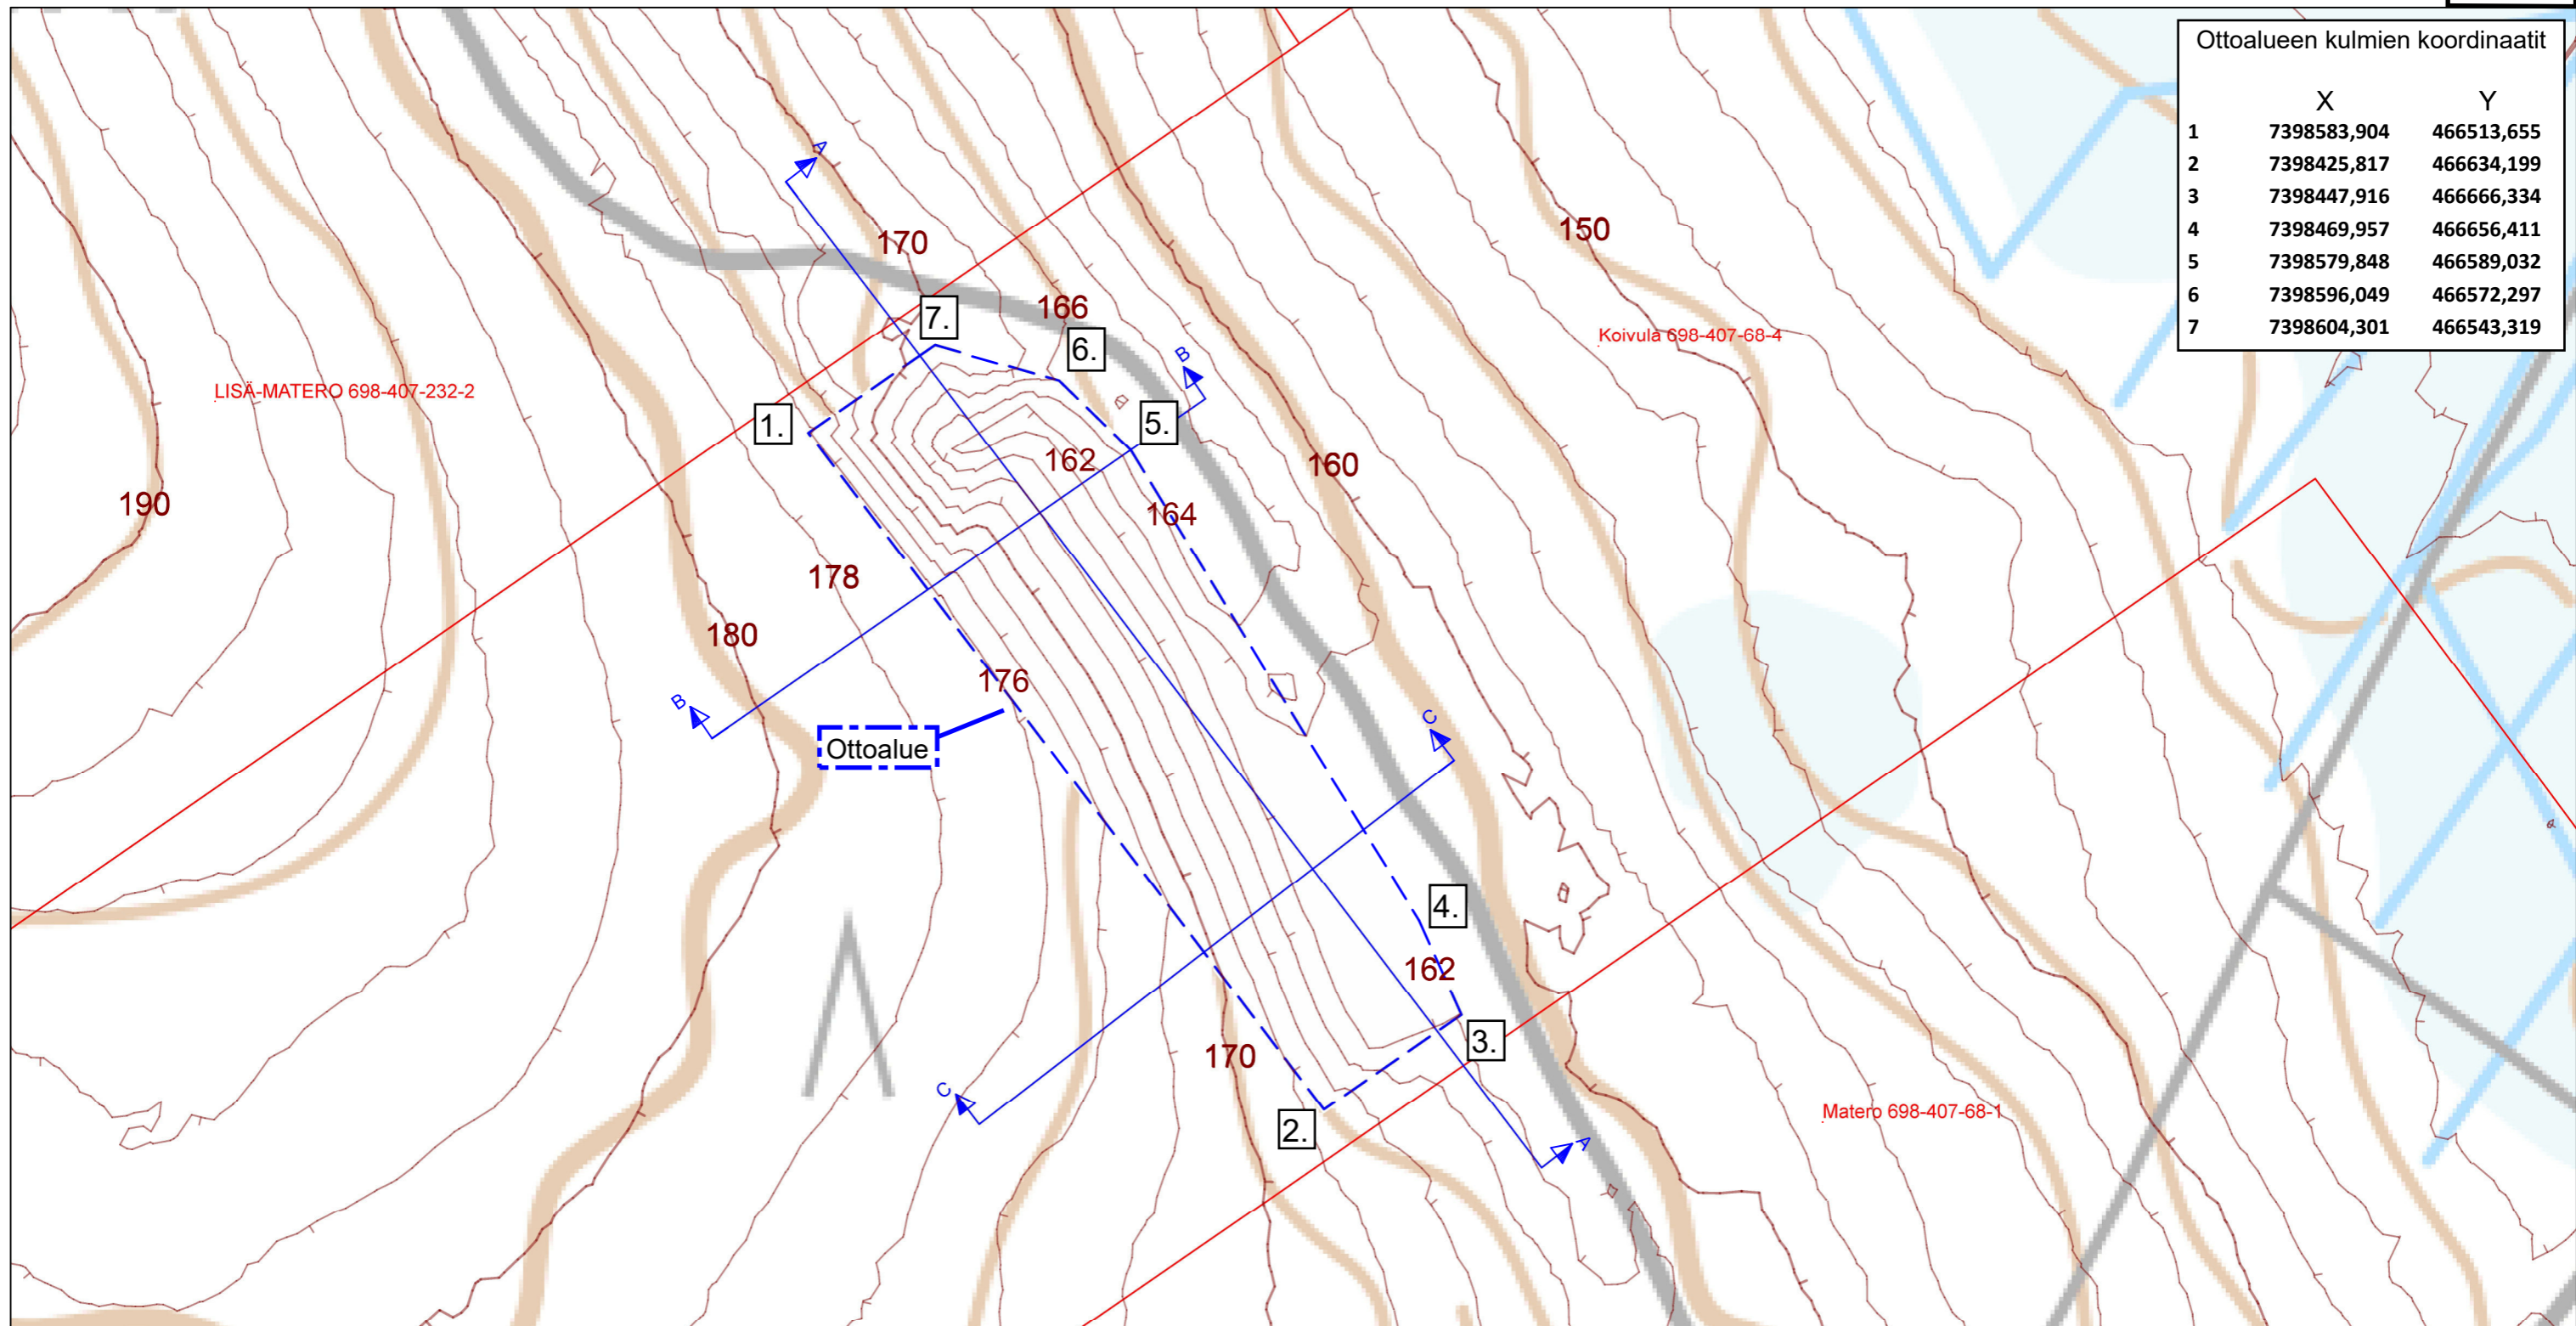 Ottoalueen kulmien koordinaatit
X Y
1 7398583,904 466513,655
2 7398425,817 466634,199
3 7398447,916 466666,334
4 7398469,957 466656,411
5 7398579,848 466589,032
6 7398596,049 466572,297
7 7398604,301 466543,319
A
170
150
7.
166
6.
Koivula 698-407-68-4
B
LISÄ-MATERO 698-407-232-2
1.
5.
162
160
190
164
178
180
176
B
C
Ottoalue
4.
162
3.
170
C
2.
A
Matero 698-407-68-1